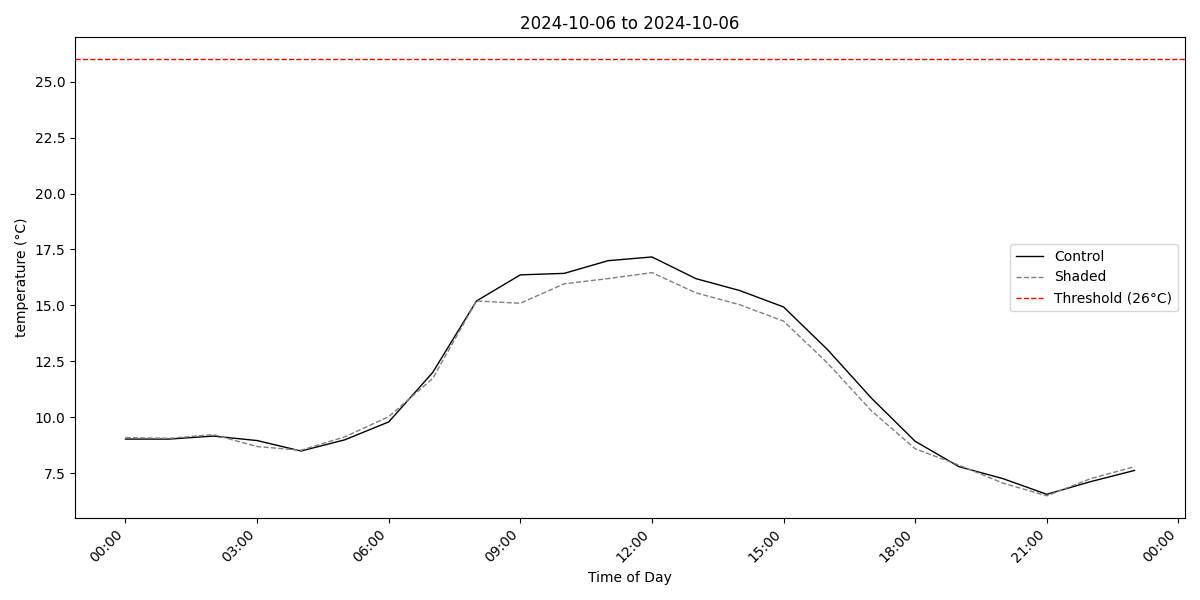 2024-10-06 to 2024-10-06
temperature (°C)
25.0
22.5
20.0
17.5
15.0
12.5
10.0
7.5
Control
Shaded
Threshold (26°C)
00:00 03:00 06:00 09:00 12:00 15:00 18:00 21:00 00:00
Time of Day